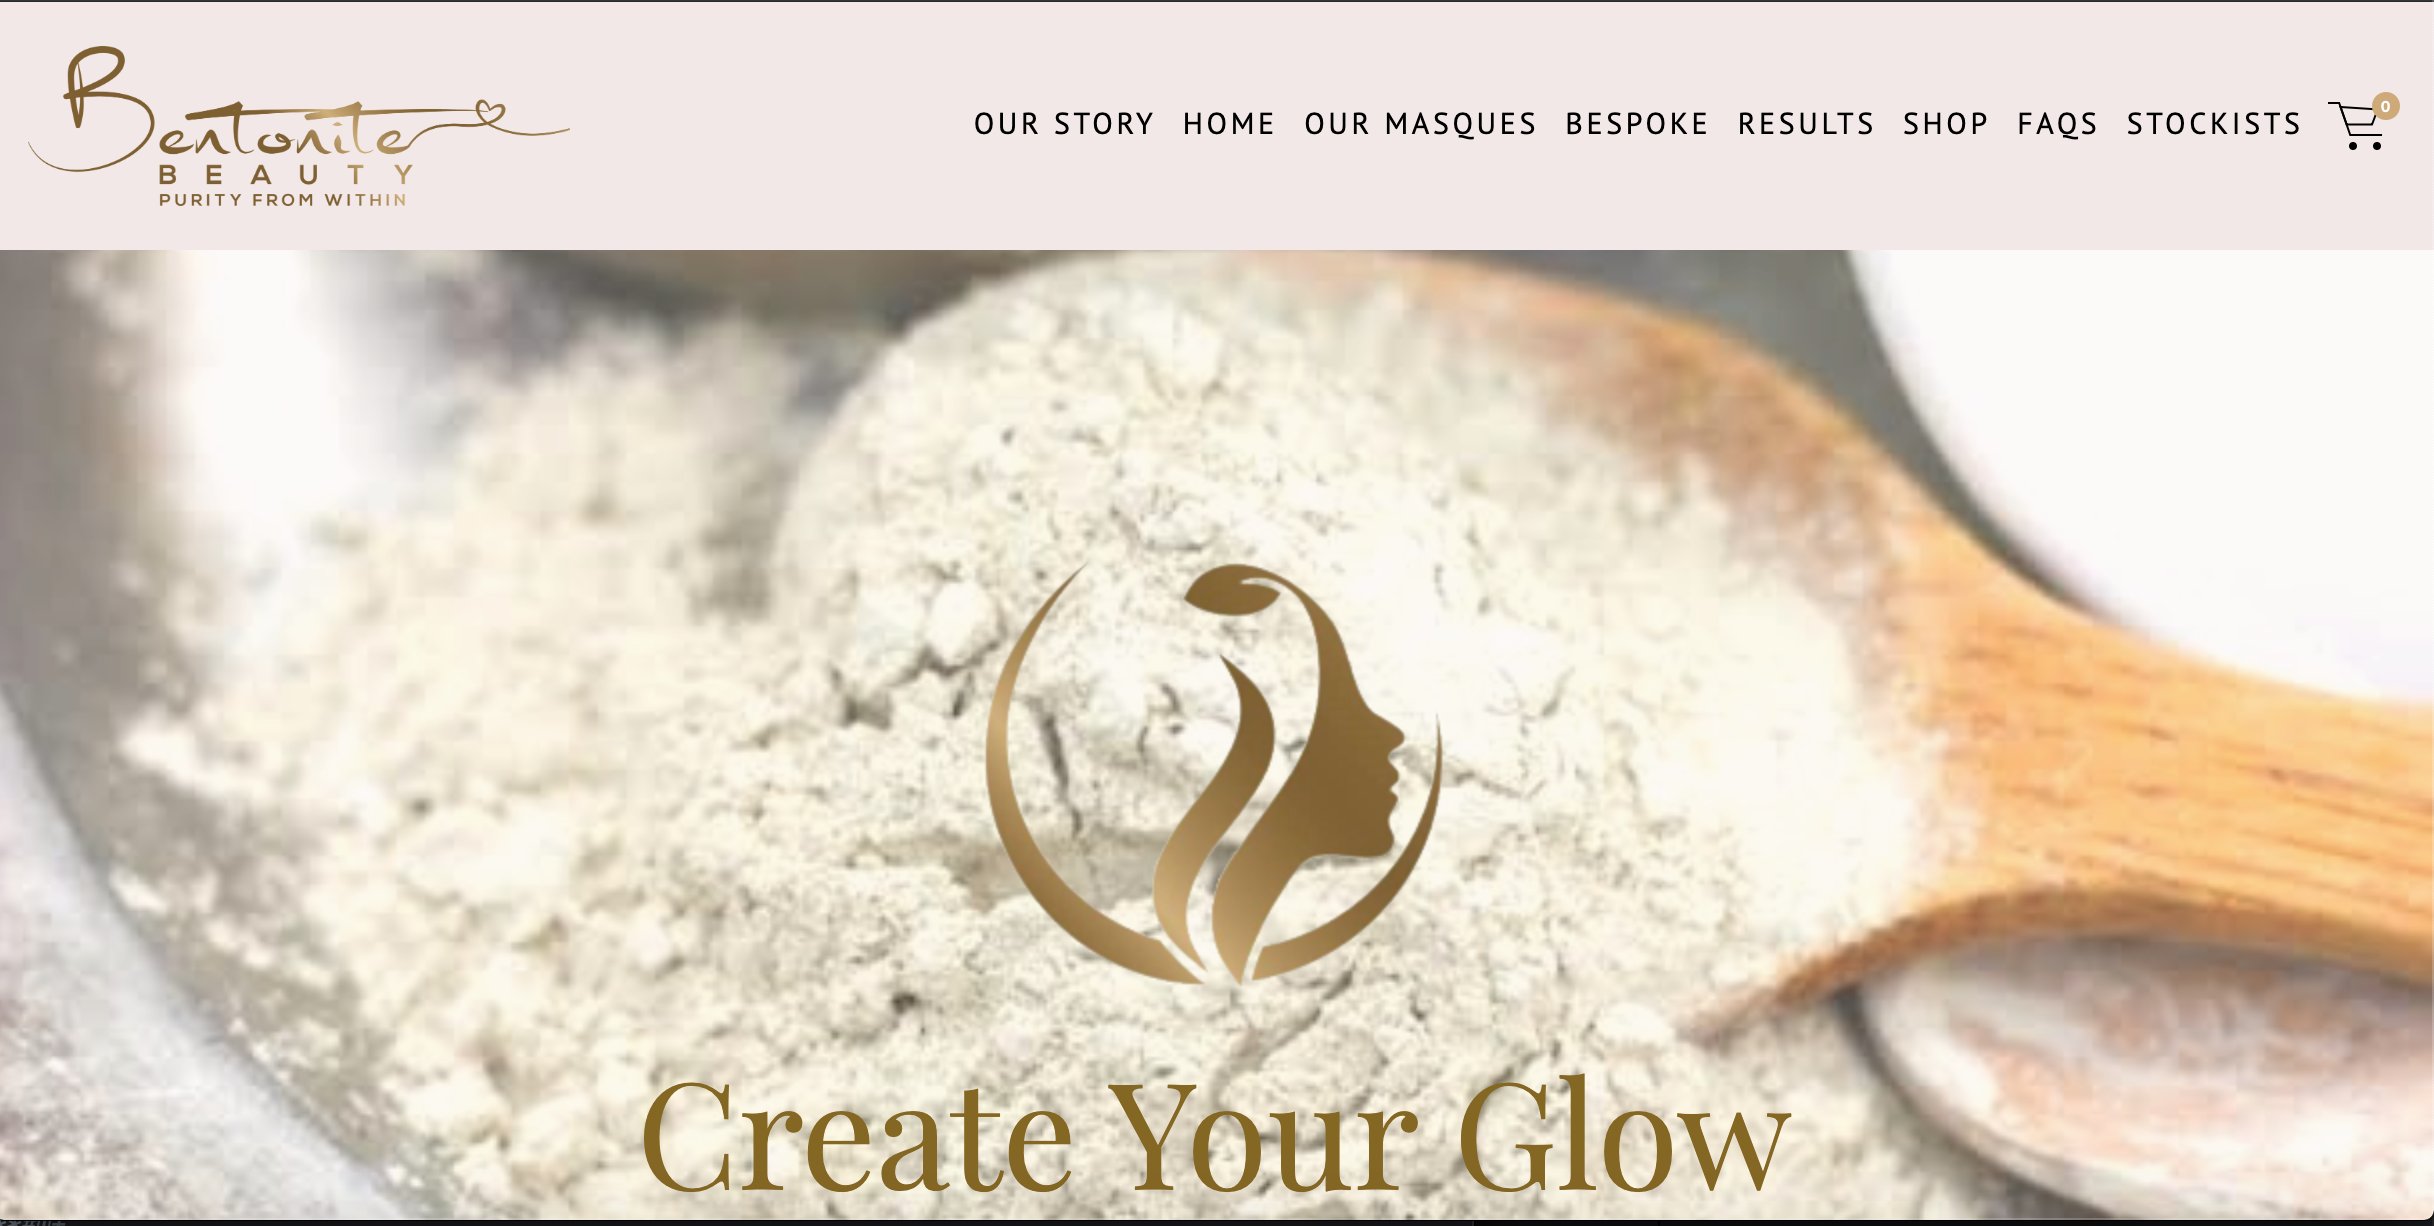 Bentonite
BEAUTY
PURITY FROM WITHIN
OUR STORY HOME OUR MASQUES BESPOKE RESULTS SHOP FAQS STOCKISTS 0
Create Your Glow